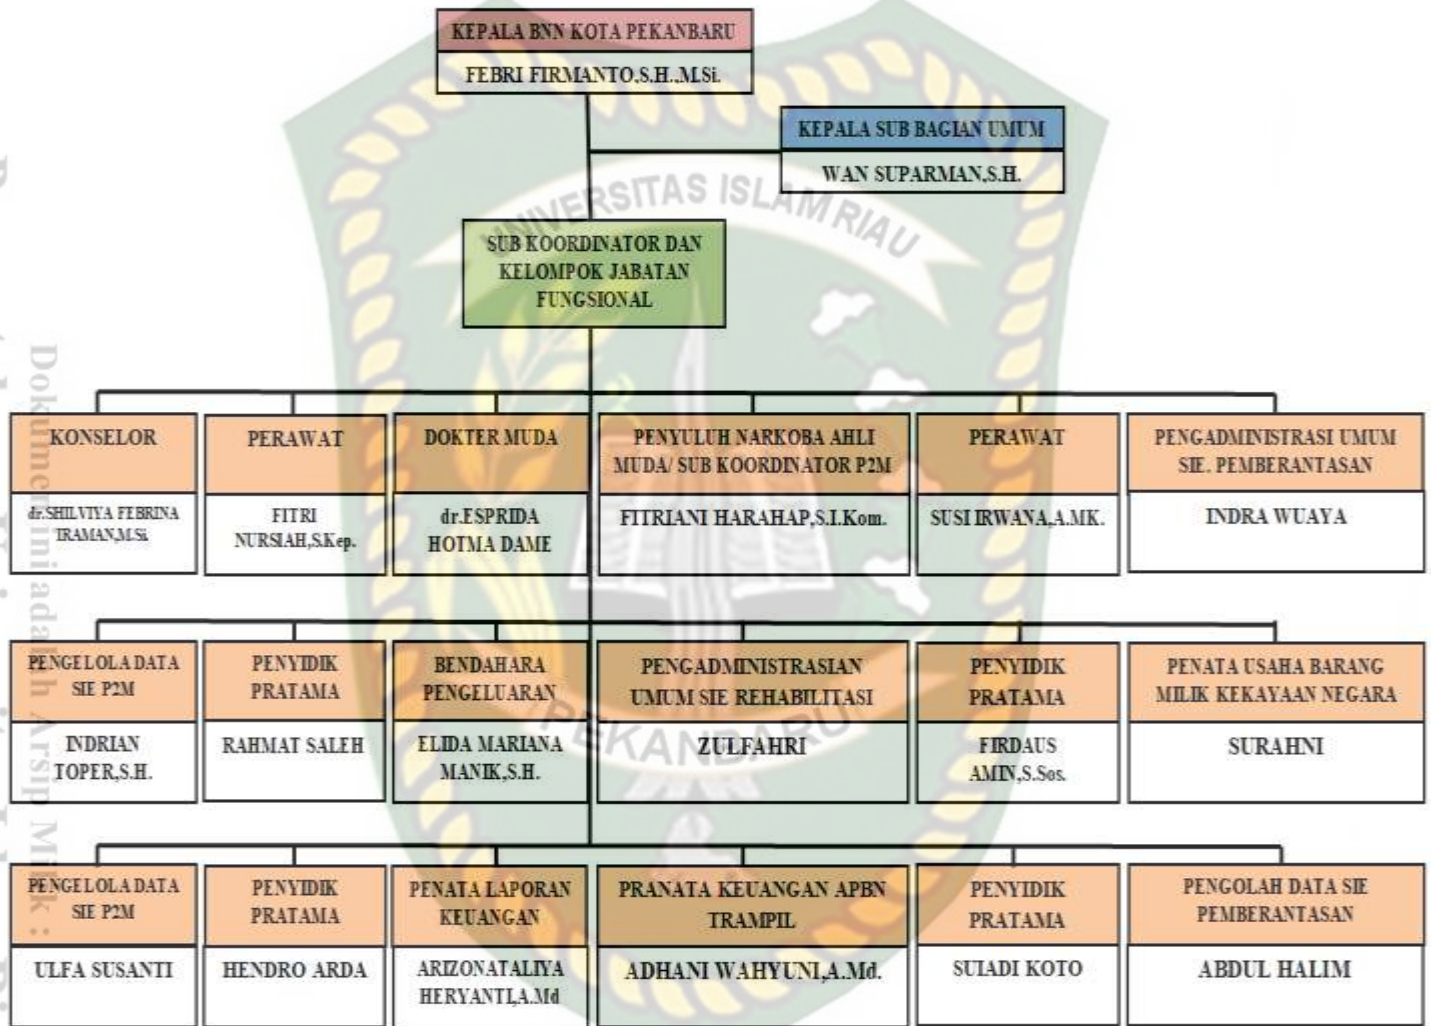 KEPALA BNN KOTA PEKANBARU
FEBRI FIRMANTO,S.H.,M.Si.
KEPALA SUB BAGIAN UMUM
WAN SUPARMAN,S.H.
UNIVERSITAS ISLAM RIAU
SUB KOORDINATOR DAN
KELOMPOK JABATAN
FUNGSIONAL
KONSELOR
dr.SHILVIYA FEBRINA
TRAMAN,M.Si.
PERAWAT
FITRI
NURSIAH,S.Kep.
DOKTER MUDA
dr.ESPRIDA
HOTMA DAME
PENYULUH NARKOBA AHLI
MUDA/ SUB KOORDINATOR P2M
FITRIANI HARAHAP,S.I.Kom.
PERAWAT
SUSI IRWANA,A.MK.
PENGADMINISTRASI UMUM
SIE. PEMBERANTASAN
INDRA WIJAYA
PENGELOLA DATA
SIE P2M
INDRIAN
TOPER,S.H.
PENYIDIK
PRATAMA
RAHMAT SALEH
BENDAHARA
PENGELUARAN
ELIDA MARIANA
MANIK,S.H.
PENGADMINISTRASIAN
UMUM SIE REHABILITASI
ZULFAHRI
PENYIDIK
PRATAMA
FIRDAUS
AMIN,S.Sos.
PENATA USAHA BARANG
MILIK KEKAYAAN NEGARA
SURAHNI
PEKANBARU
PENGELOLA DATA
SIE P2M
ULFA SUSANTI
PENYIDIK
PRATAMA
HENDRO ARDA
PENATA LAPORAN
KEUANGAN
ARIZONATALIYA
HERYANTI,A.Md
PRANATA KEUANGAN APBN
TRAMPIL
ADHANI WAHYUNI,A.Md.
PENYIDIK
PRATAMA
SUIADI KOTO
PENGOLAH DATA SIE
PEMBERANTASAN
ABDUL HALIM
Dokumen ini adalah Arsip Milik :